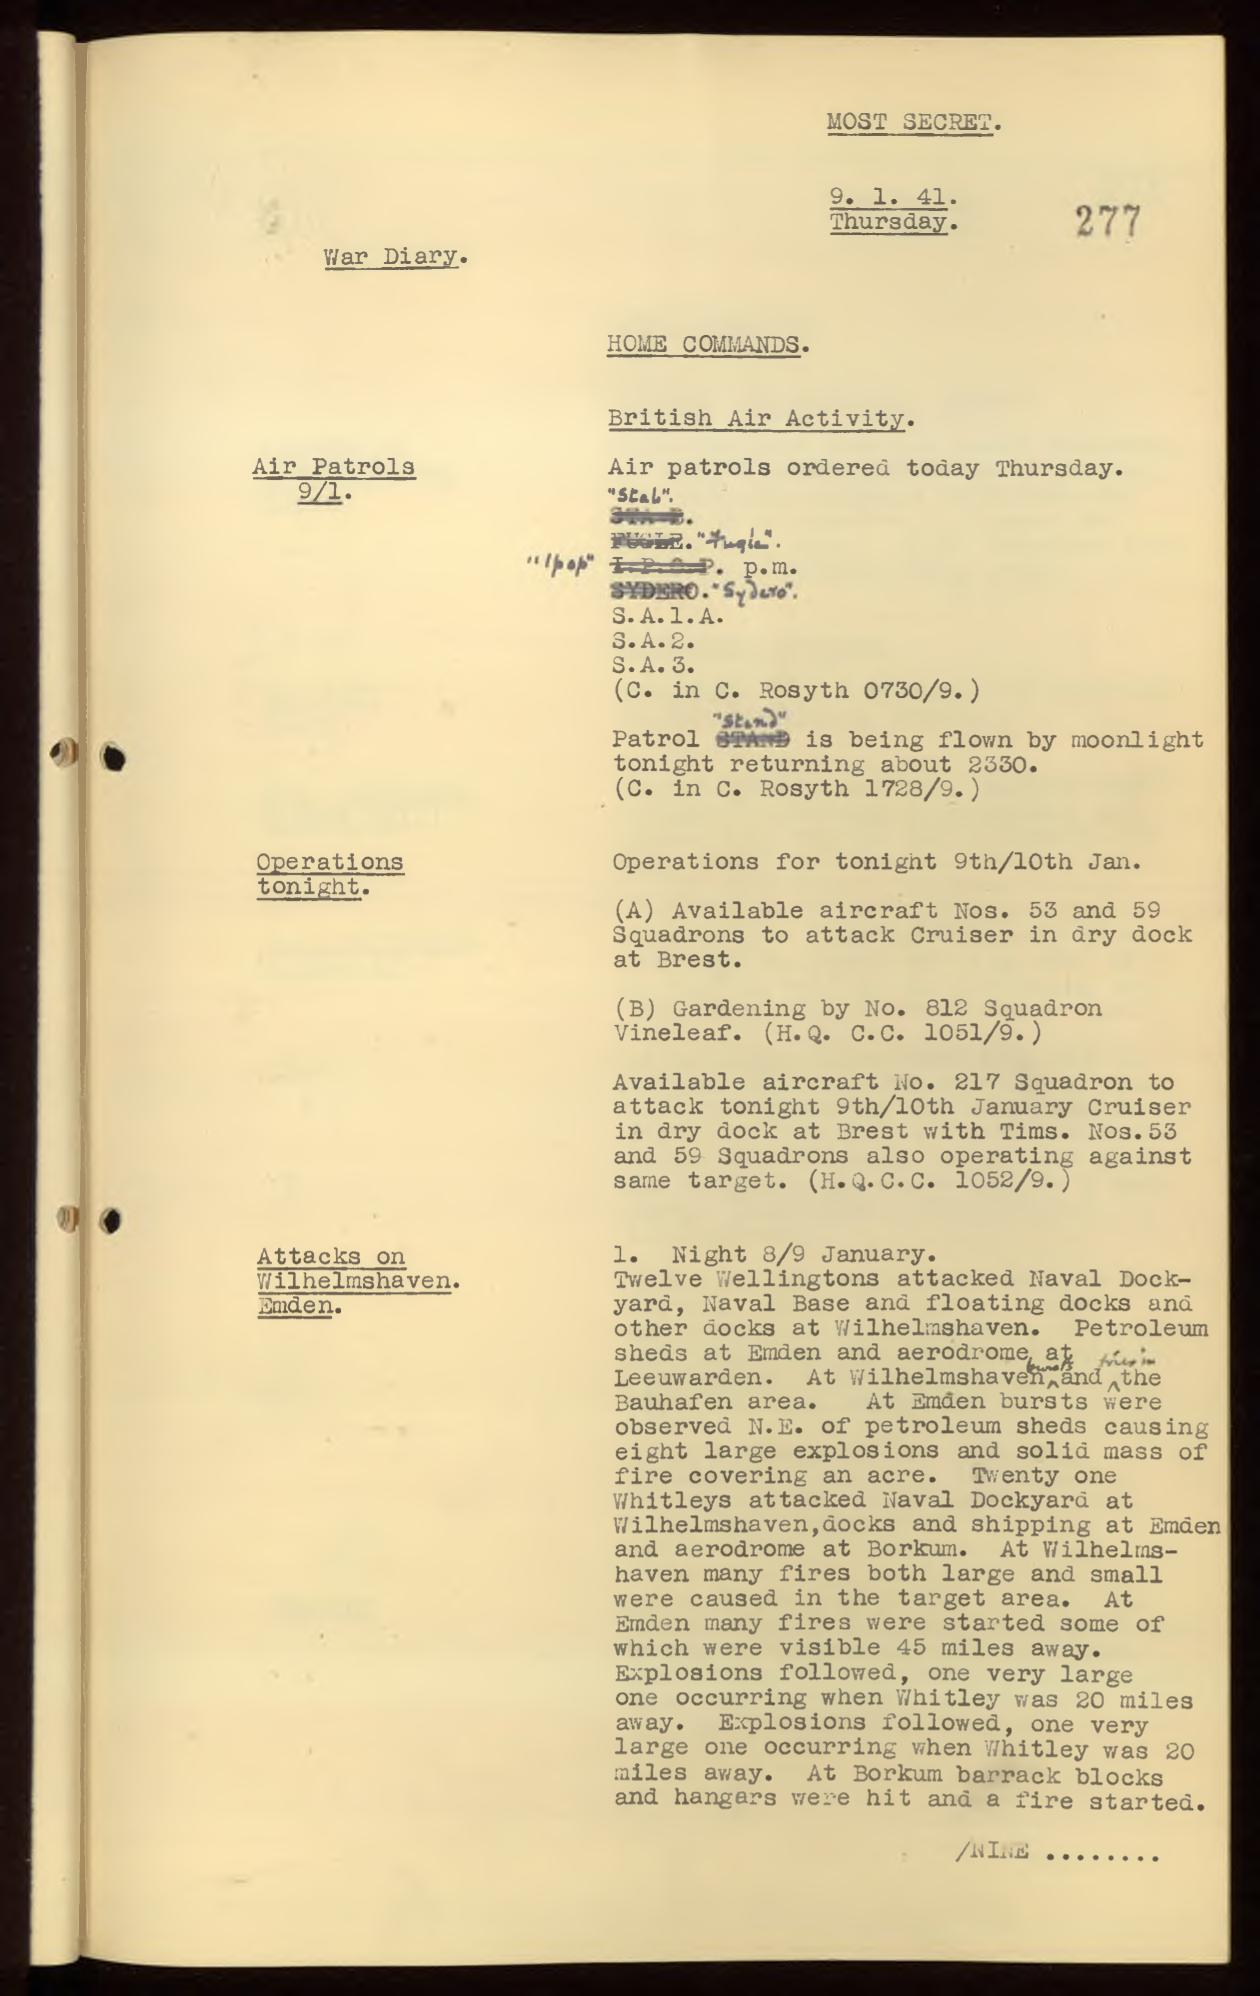 MOST SECRET.
9. 1. 41.
Thursday.
277
War Diary.
HOME COMMANDS.
British Air Activity.
Air Patrols
9/1.
Air patrols ordered today Thursday.
"Stab".
STA B.
FUGLE. "Fugle".
"Ipop" I.P.O.P. p.m.
SYDERO. "Sydero".
S.A.1.A.
S.A.2.
S.A.3.
(C. in C. Rosyth 0730/9.)
"Stand"
Patrol STAND is being flown by moonlight
tonight returning about 2330.
(C. in C. Rosyth 1728/9.)
Operations
tonight.
Operations for tonight 9th/10th Jan.
(A) Available aircraft Nos. 53 and 59
Squadrons to attack Cruiser in dry dock
at Brest.
(B) Gardening by No. 812 Squadron
Vineleaf. (H.Q. C.C. 1051/9.)
Available aircraft No. 217 Squadron to
attack tonight 9th/10th January Cruiser
in dry dock at Brest with Tims. Nos.53
and 59 Squadrons also operating against
same target. (H.Q.C.C. 1052/9.)
Attacks on
Wilhelmshaven.
Emden.
1. Night 8/9 January.
Twelve Wellingtons attacked Naval Dock-
yard, Naval Base and floating docks and
other docks at Wilhelmshaven. Petroleum
sheds at Emden and aerodrome at
bursts fires in
Leeuwarden. At Wilhelmshaven, and the
Bauhafen area. At Emden bursts were
observed N.E. of petroleum sheds causing
eight large explosions and solid mass of
fire covering an acre. Twenty one
Whitleys attacked Naval Dockyard at
Wilhelmshaven,docks and shipping at Emden
and aerodrome at Borkum. At Wilhelms-
haven many fires both large and small
were caused in the target area. At
Emden many fires were started some of
which were visible 45 miles away.
Explosions followed, one very large
one occurring when Whitley was 20 miles
away. Explosions followed, one very
large one occurring when Whitley was 20
miles away. At Borkum barrack blocks
and hangars were hit and a fire started.
/NINE ........